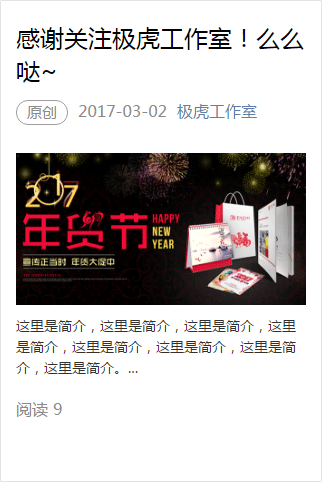 感谢关注极虎工作室！么么
哒~
原创 2017-03-02 极虎工作室
2017
年货节
HAPPY
NEW
YEAR
宣传正当时 年货大促中
这里是简介，这里是简介，这里是简介，这里
是简介，这里是简介，这里是简介，这里是简
介，这里是简介。...
阅读 9